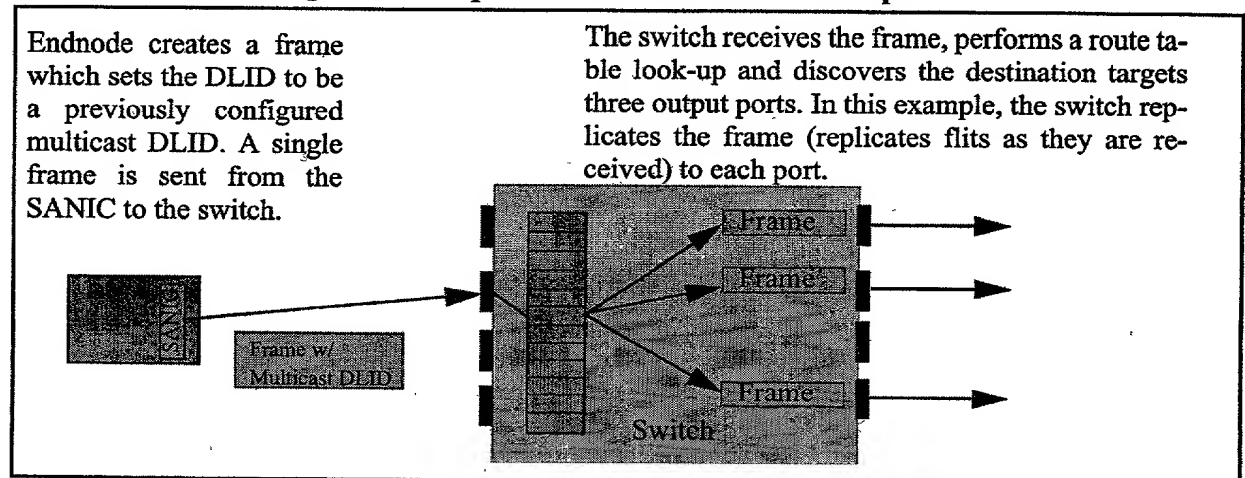 Endnode creates a frame
which sets the DLID to be
a previously configured
multicast DLID. A single
frame is sent from the
SANIC to the switch.
The switch receives the frame, performs a route ta-
ble look-up and discovers the destination targets
three output ports. In this example, the switch rep-
licates the frame (replicates flits as they are re-
ceived) to each port.
SANIC
Frame w/
Multicast DLID
Frame
Frame
Frame
Switch